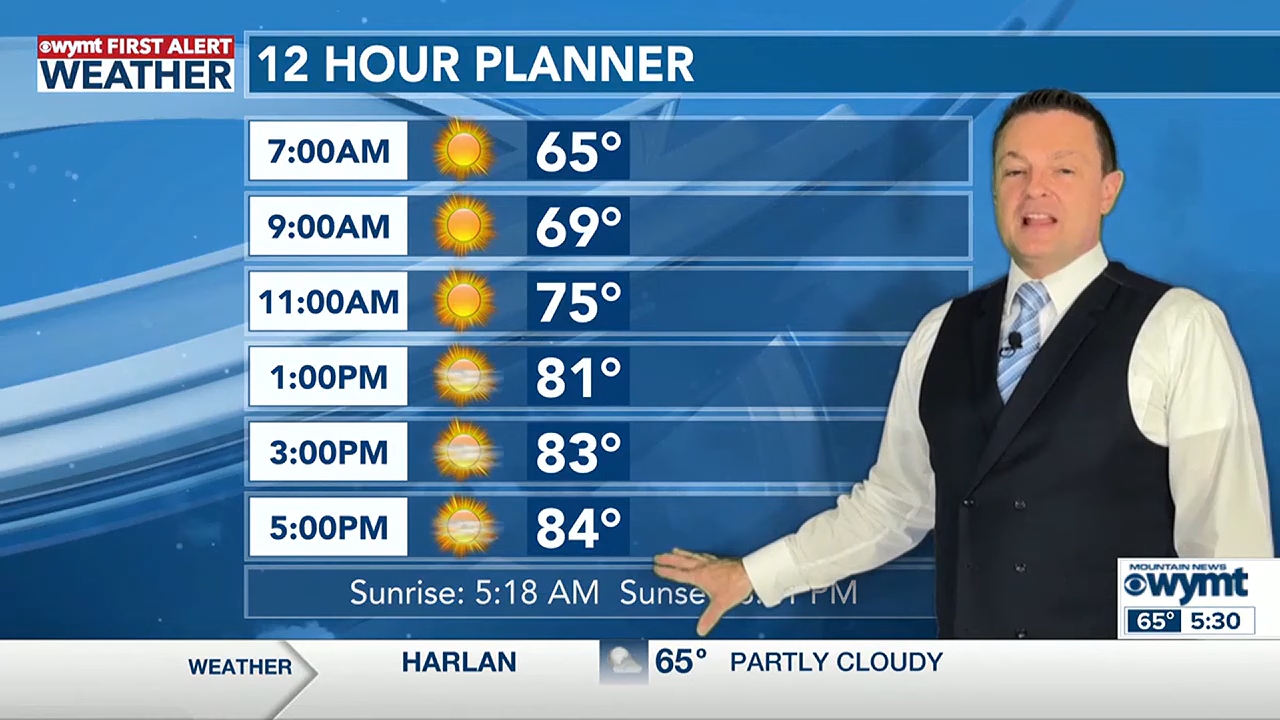 wymt FIRST ALERT
WEATHER
12 HOUR PLANNER
7:00AM 65°
9:00AM 69°
11:00AM 75°
1:00PM 81°
3:00PM 83°
5:00PM 84°
Sunrise: 5:18 AM PM
MOUNTAIN NEWS
wymt
65° 5:30
WEATHER HARLAN 65° PARTLY CLOUDY